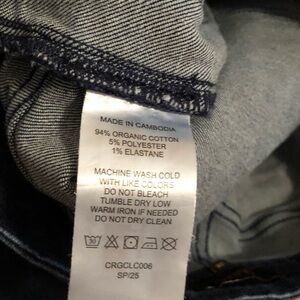 MADE IN CAMBODIA
94% ORGANIC COTTON
5% POLYESTER
1% ELASTANE
MACHINE WASH COLD
WITH LIKE COLORS
DO NOT BLEACH
TUMBLE DRY LOW
WARM IRON IF NEEDED
DO NOT DRY CLEAN
30
CRGCLC006
SP/25